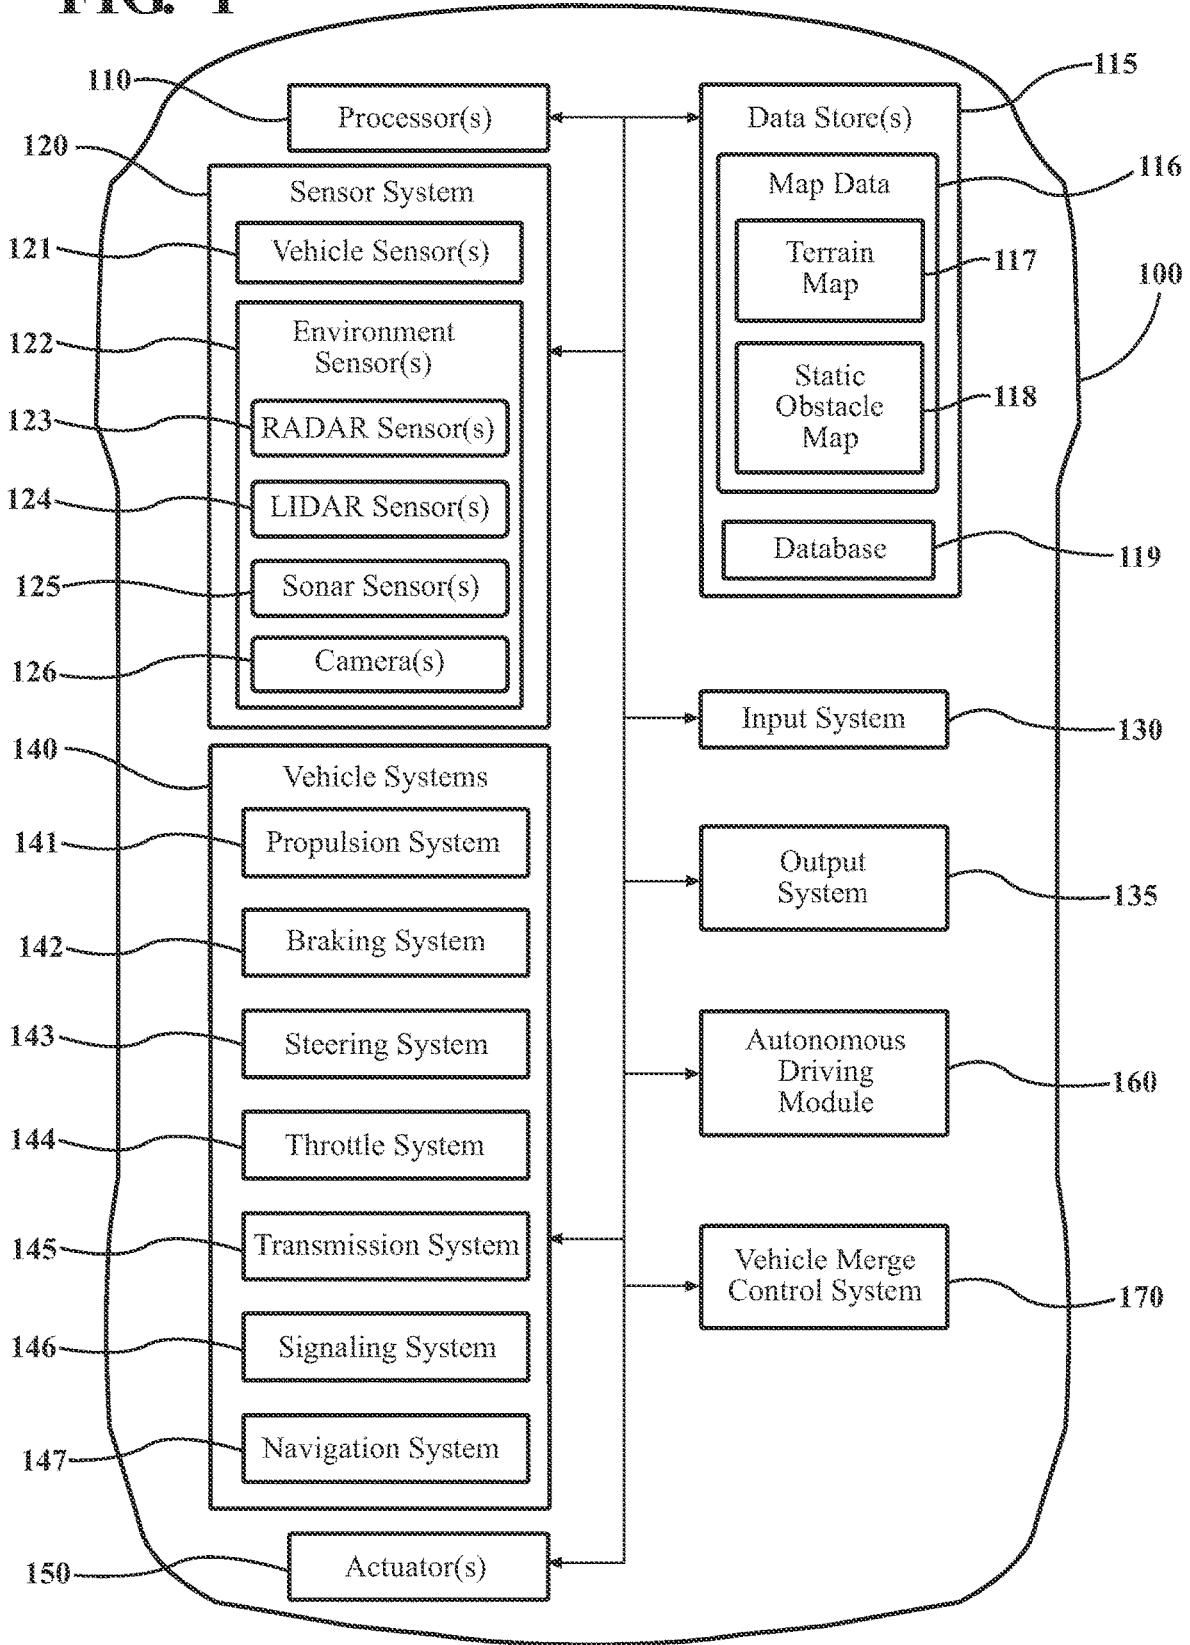 FIG. 1
110
Processor(s)
120
Sensor System
121
Vehicle Sensor(s)
122
Environment
Sensor(s)
123
RADAR Sensor(s)
124
LIDAR Sensor(s)
125
Sonar Sensor(s)
126
Camera(s)
140
Vehicle Systems
141
Propulsion System
142
Braking System
143
Steering System
144
Throttle System
145
Transmission System
146
Signaling System
147
Navigation System
150
Actuator(s)
115
Data Store(s)
116
Map Data
Terrain
Map
117
100
Static
Obstacle
Map
118
Database
119
Input System
130
Output
System
135
Autonomous
Driving
Module
160
Vehicle Merge
Control System
170